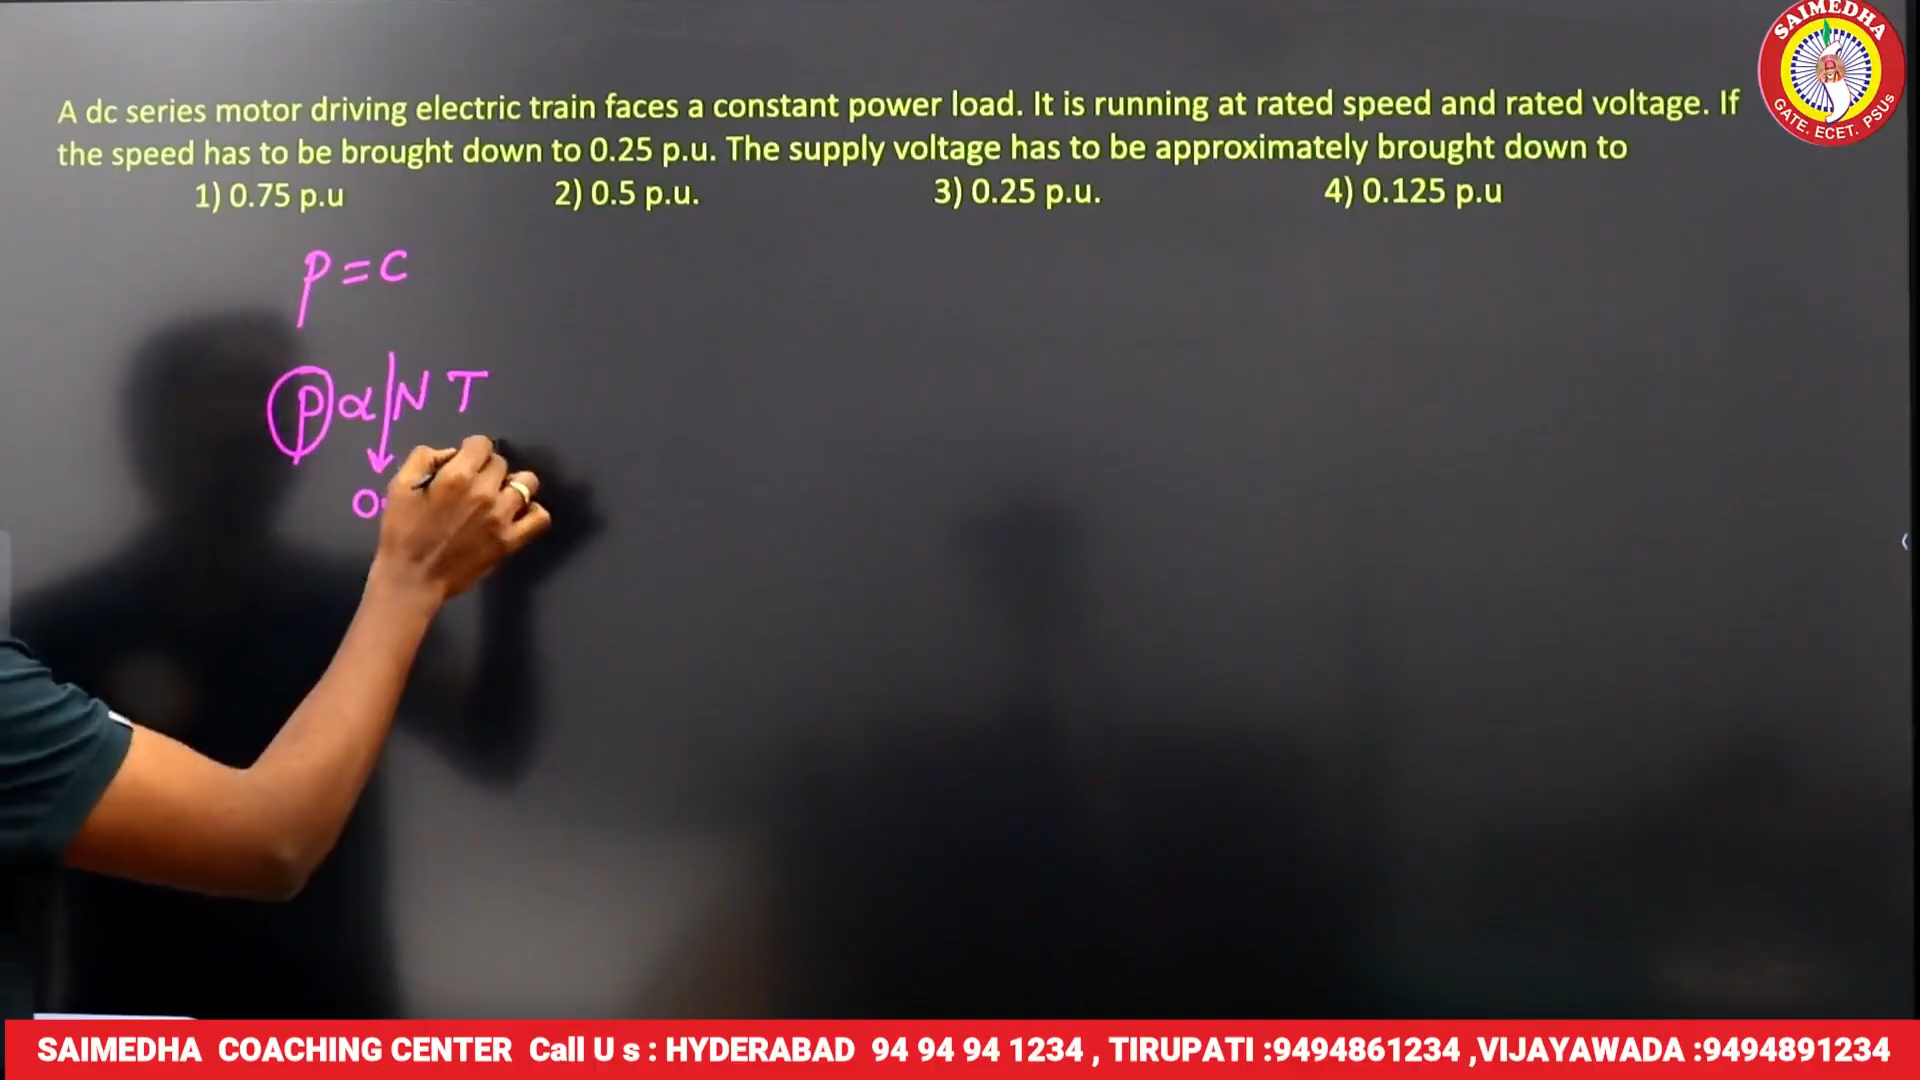 SAIMEDHA
GATE. ECET. PSUs
A dc series motor driving electric train faces a constant power load. It is running at rated speed and rated voltage. If
the speed has to be brought down to 0.25 p.u. The supply voltage has to be approximately brought down to
1) 0.75 p.u 2) 0.5 p.u. 3) 0.25 p.u. 4) 0.125 p.u
P = C
P α N T
0.
SAIMEDHA COACHING CENTER Call U s : HYDERABAD 94 94 94 1234 , TIRUPATI :9494861234 ,VIJAYAWADA :9494891234